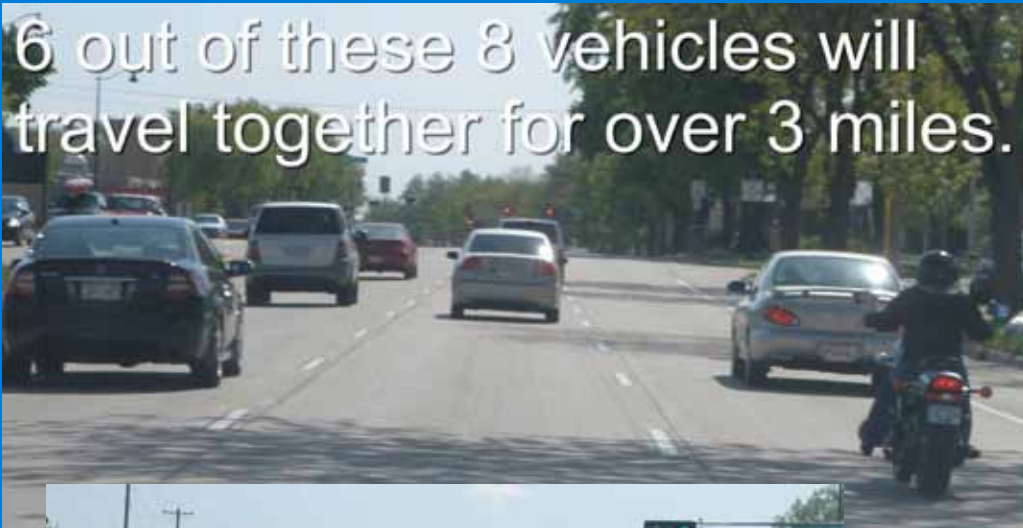 6 out of these 8 vehicles will
travel together for over 3 miles.